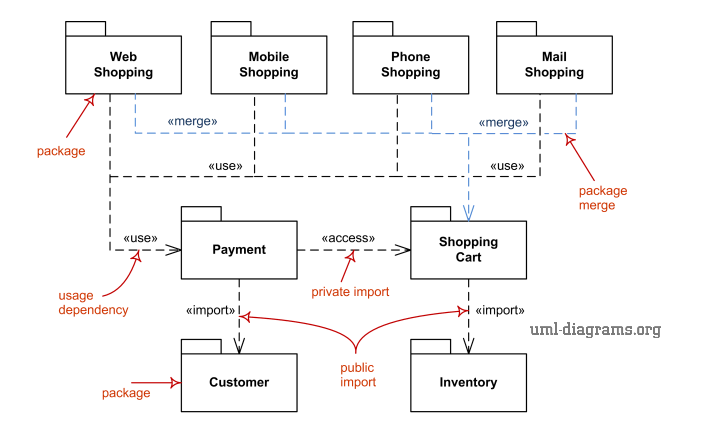 Web
Shopping
Mobile
Shopping
Phone
Shopping
Mail
Shopping
«merge»
«merge»
package
«use»
«use»
package
merge
«use»
Payment
«access»
Shopping
Cart
usage
dependency
private import
«import»
«import»
uml-diagrams.org
public
import
package
Customer
Inventory